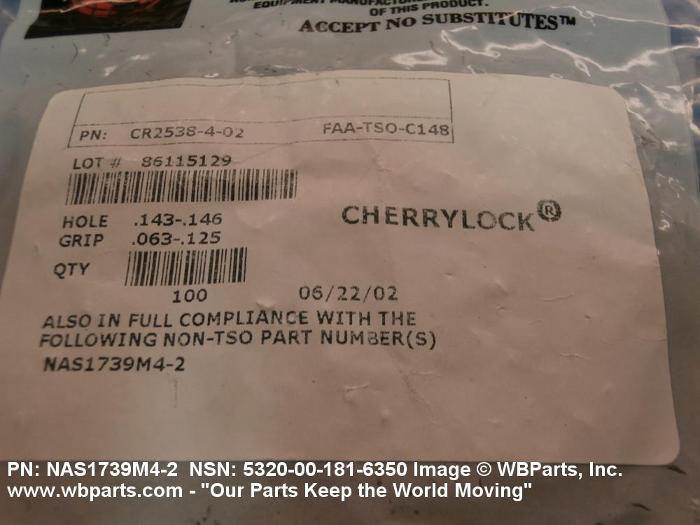 EQUIPMENT MANUFACTURER
OF THIS PRODUCT.
ACCEPT NO SUBSTITUTES™
PN: CR2538-4-02 FAA-TSO-C148
LOT # 86115129
HOLE .143-.146
GRIP .063-.125
CHERRYLOCK®
QTY
100 06/22/02
ALSO IN FULL COMPLIANCE WITH THE
FOLLOWING NON-TSO PART NUMBER(S)
NAS1739M4-2
PN: NAS1739M4-2 NSN: 5320-00-181-6350 Image © WBParts, Inc.
www.wbparts.com - "Our Parts Keep the World Moving"